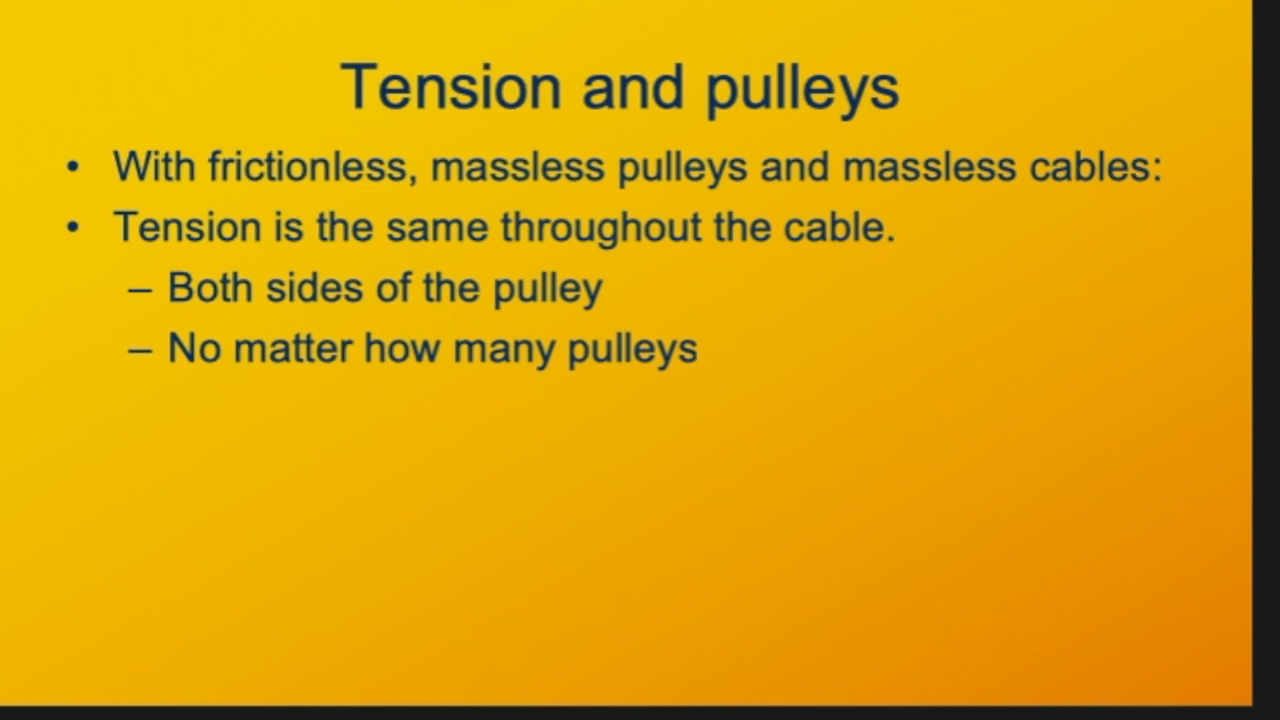 Tension and pulleys
• With frictionless, massless pulleys and massless cables:
• Tension is the same throughout the cable.
– Both sides of the pulley
– No matter how many pulleys